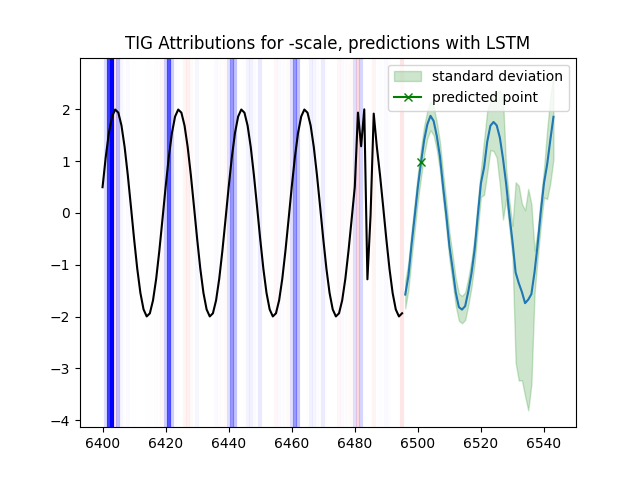 TIG Attributions for -scale, predictions with LSTM
standard deviation
predicted point
2
1
0
−1
−2
−3
−4
6400 6420 6440 6460 6480 6500 6520 6540